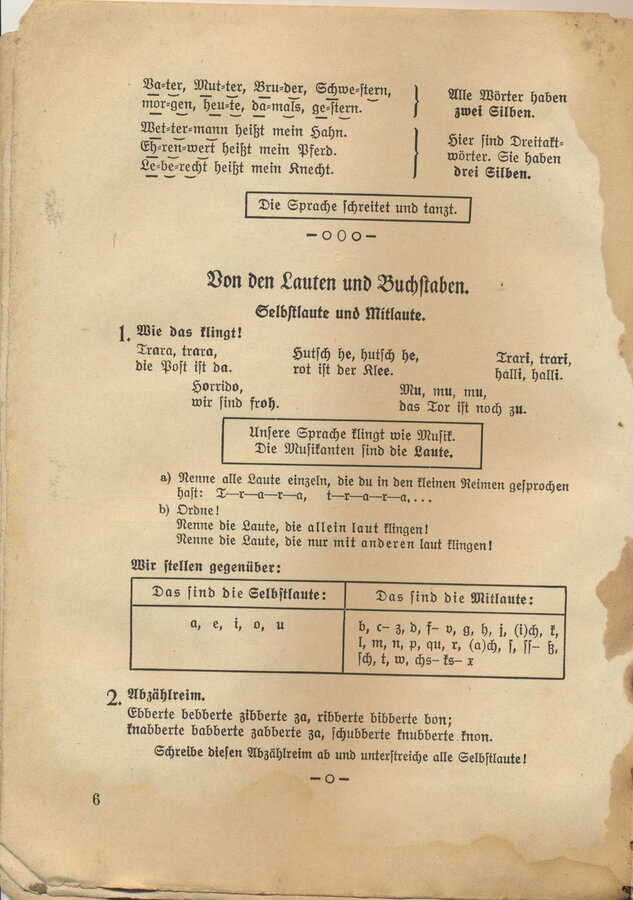 Va-ter, Mut-ter, Bru-der, Schwe-stern,
mor-gen, heu-te, da-mals, ge-stern.
Alle Wörter haben
zwei Silben.
Wet-ter-mann heißt mein Hahn.
Eh-ren-wert heißt mein Pferd.
Le-be-recht heißt mein Knecht.
Hier sind Dreitakt-
wörter. Sie haben
drei Silben.
Die Sprache schreitet und tanzt.
Von den Lauten und Buchstaben.
Selbstlaute und Mitlaute.
1. Wie das klingt!
Trara, trara,
die Post ist da.
Hutsch he, hutsch he,
rot ist der Klee.
Trari, trari,
halli, halli.
Horrido,
wir sind froh.
Mu, mu, mu,
das Tor ist noch zu.
Unsere Sprache klingt wie Musik.
Die Musikanten sind die Laute.
a) Nenne alle Laute einzeln, die du in den kleinen Reimen gesprochen
hast: T—r—a—r—a, t—r—a—r—a,...
b) Ordne!
Nenne die Laute, die allein laut klingen!
Nenne die Laute, die nur mit anderen laut klingen!
Wir stellen gegenüber:
Das sind die Selbstlaute:
a, e, i, o, u
Das sind die Mitlaute:
b, c- z, d, f- v, g, h, j, (i)ch, k,
l, m, n, p, qu, r, (a)ch, s, ss- ß,
sch, t, w, chs- ks- x
2. Abzählreim.
Ebberte bebberte zibberte za, ribberte bibberte bon;
knabberte babberte zabberte za, schubberte knubberte knon.
Schreibe diesen Abzählreim ab und unterstreiche alle Selbstlaute!
6